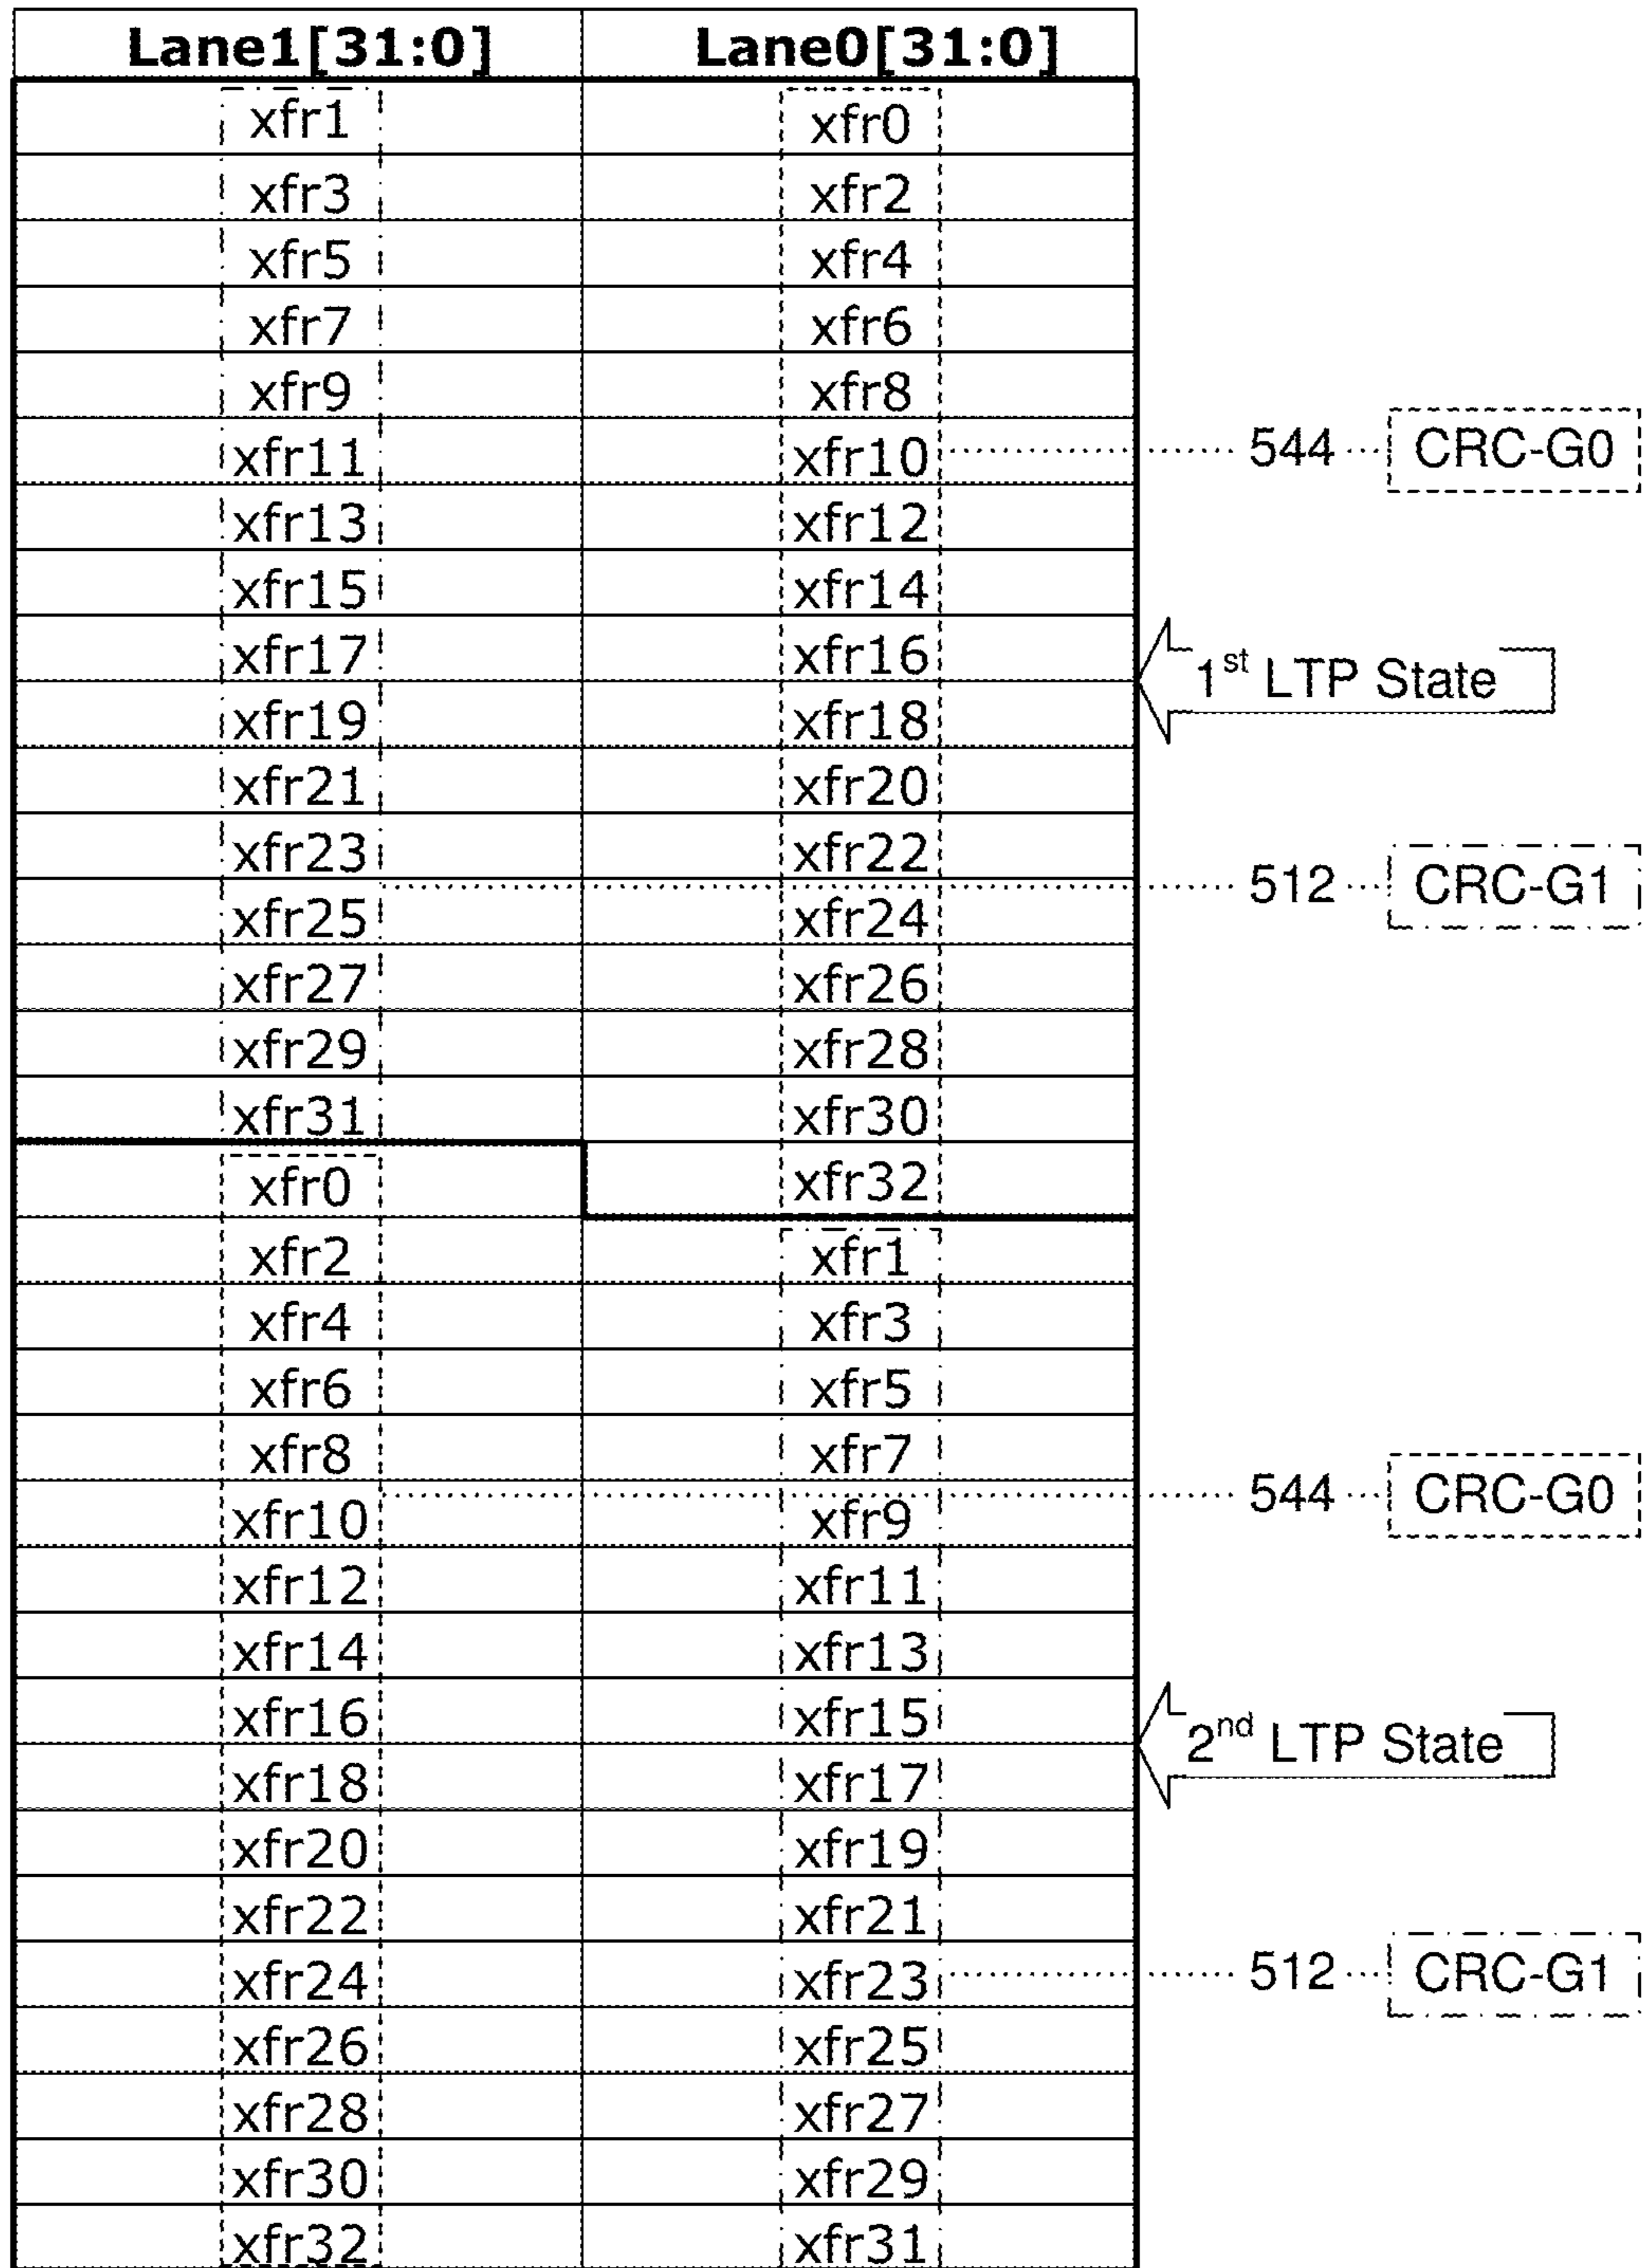 Lane1[31:0] Lane0[31:0]
xfr1 xfr0
xfr3 xfr2
xfr5 xfr4
xfr7 xfr6
xfr9 xfr8
xfr11 xfr10 544 CRC-G0
xfr13 xfr12
xfr15 xfr14
xfr17 xfr16
1st LTP State
xfr19 xfr18
xfr21 xfr20
xfr23 xfr22
512 CRC-G1
xfr25 xfr24
xfr27 xfr26
xfr29 xfr28
xfr31 xfr30
xfr0 xfr32
xfr2 xfr1
xfr4 xfr3
xfr6 xfr5
xfr8 xfr7
544 CRC-G0
xfr10 xfr9
xfr12 xfr11
xfr14 xfr13
xfr16 xfr15
2nd LTP State
xfr18 xfr17
xfr20 xfr19
xfr22 xfr21
xfr24 xfr23 512 CRC-G1
xfr26 xfr25
xfr28 xfr27
xfr30 xfr29
xfr32 xfr31